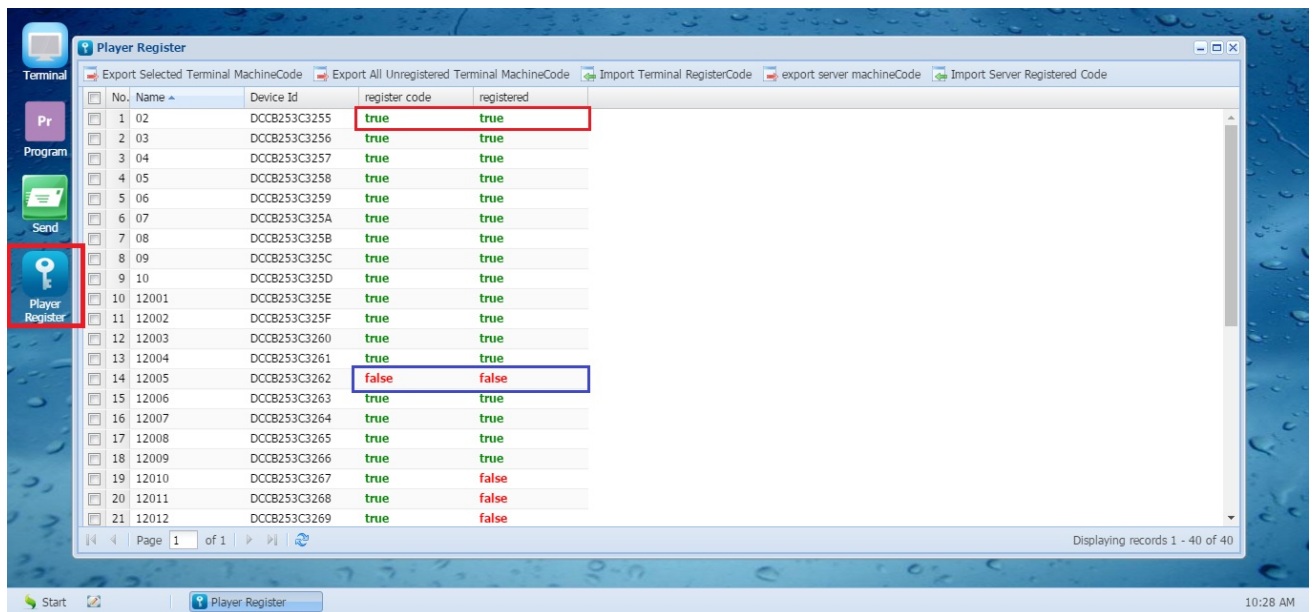 Terminal
Pr
Program
Send
Player
Register
Player Register
Export Selected Terminal MachineCode Export All Unregistered Terminal MachineCode Import Terminal RegisterCode export server machineCode Import Server Registered Code
No. Name Device Id register code registered
1 02 DCCB253C3255 true true
2 03 DCCB253C3256 true true
3 04 DCCB253C3257 true true
4 05 DCCB253C3258 true true
5 06 DCCB253C3259 true true
6 07 DCCB253C325A true true
7 08 DCCB253C325B true true
8 09 DCCB253C325C true true
9 10 DCCB253C325D true true
10 12001 DCCB253C325E true true
11 12002 DCCB253C325F true true
12 12003 DCCB253C3260 true true
13 12004 DCCB253C3261 true true
14 12005 DCCB253C3262 false false
15 12006 DCCB253C3263 true true
16 12007 DCCB253C3264 true true
17 12008 DCCB253C3265 true true
18 12009 DCCB253C3266 true true
19 12010 DCCB253C3267 true false
20 12011 DCCB253C3268 true false
21 12012 DCCB253C3269 true false
Page 1 of 1 Displaying records 1 - 40 of 40
Start Player Register 10:28 AM